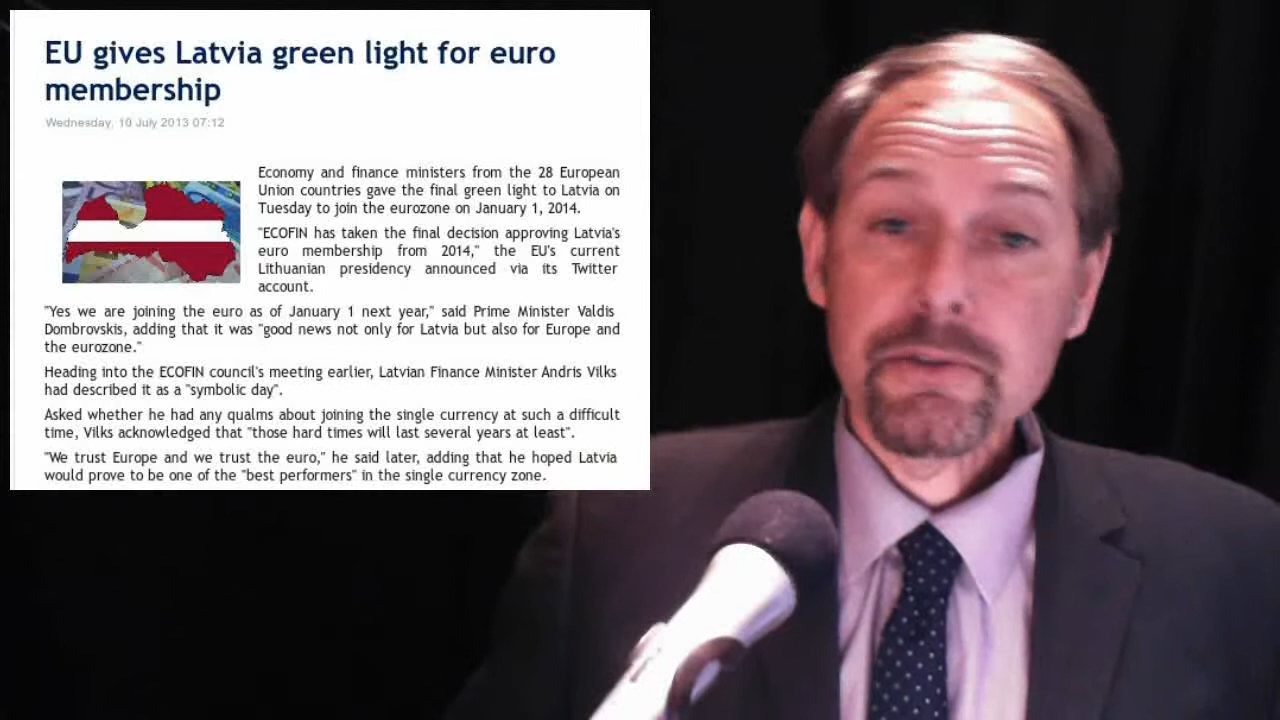 EU gives Latvia green light for euro
membership
Wednesday, 10 July 2013 07:12
Economy and finance ministers from the 28 European
Union countries gave the final green light to Latvia on
Tuesday to join the eurozone on January 1, 2014.
"ECOFIN has taken the final decision approving Latvia's
euro membership from 2014," the EU's current
Lithuanian presidency announced via its Twitter
account.
"Yes we are joining the euro as of January 1 next year," said Prime Minister Valdis
Dombrovskis, adding that it was "good news not only for Latvia but also for Europe and
the eurozone."
Heading into the ECOFIN council's meeting earlier, Latvian Finance Minister Andris Vilks
had described it as a "symbolic day".
Asked whether he had any qualms about joining the single currency at such a difficult
time, Vilks acknowledged that "those hard times will last several years at least".
"We trust Europe and we trust the euro," he said later, adding that he hoped Latvia
would prove to be one of the "best performers" in the single currency zone.